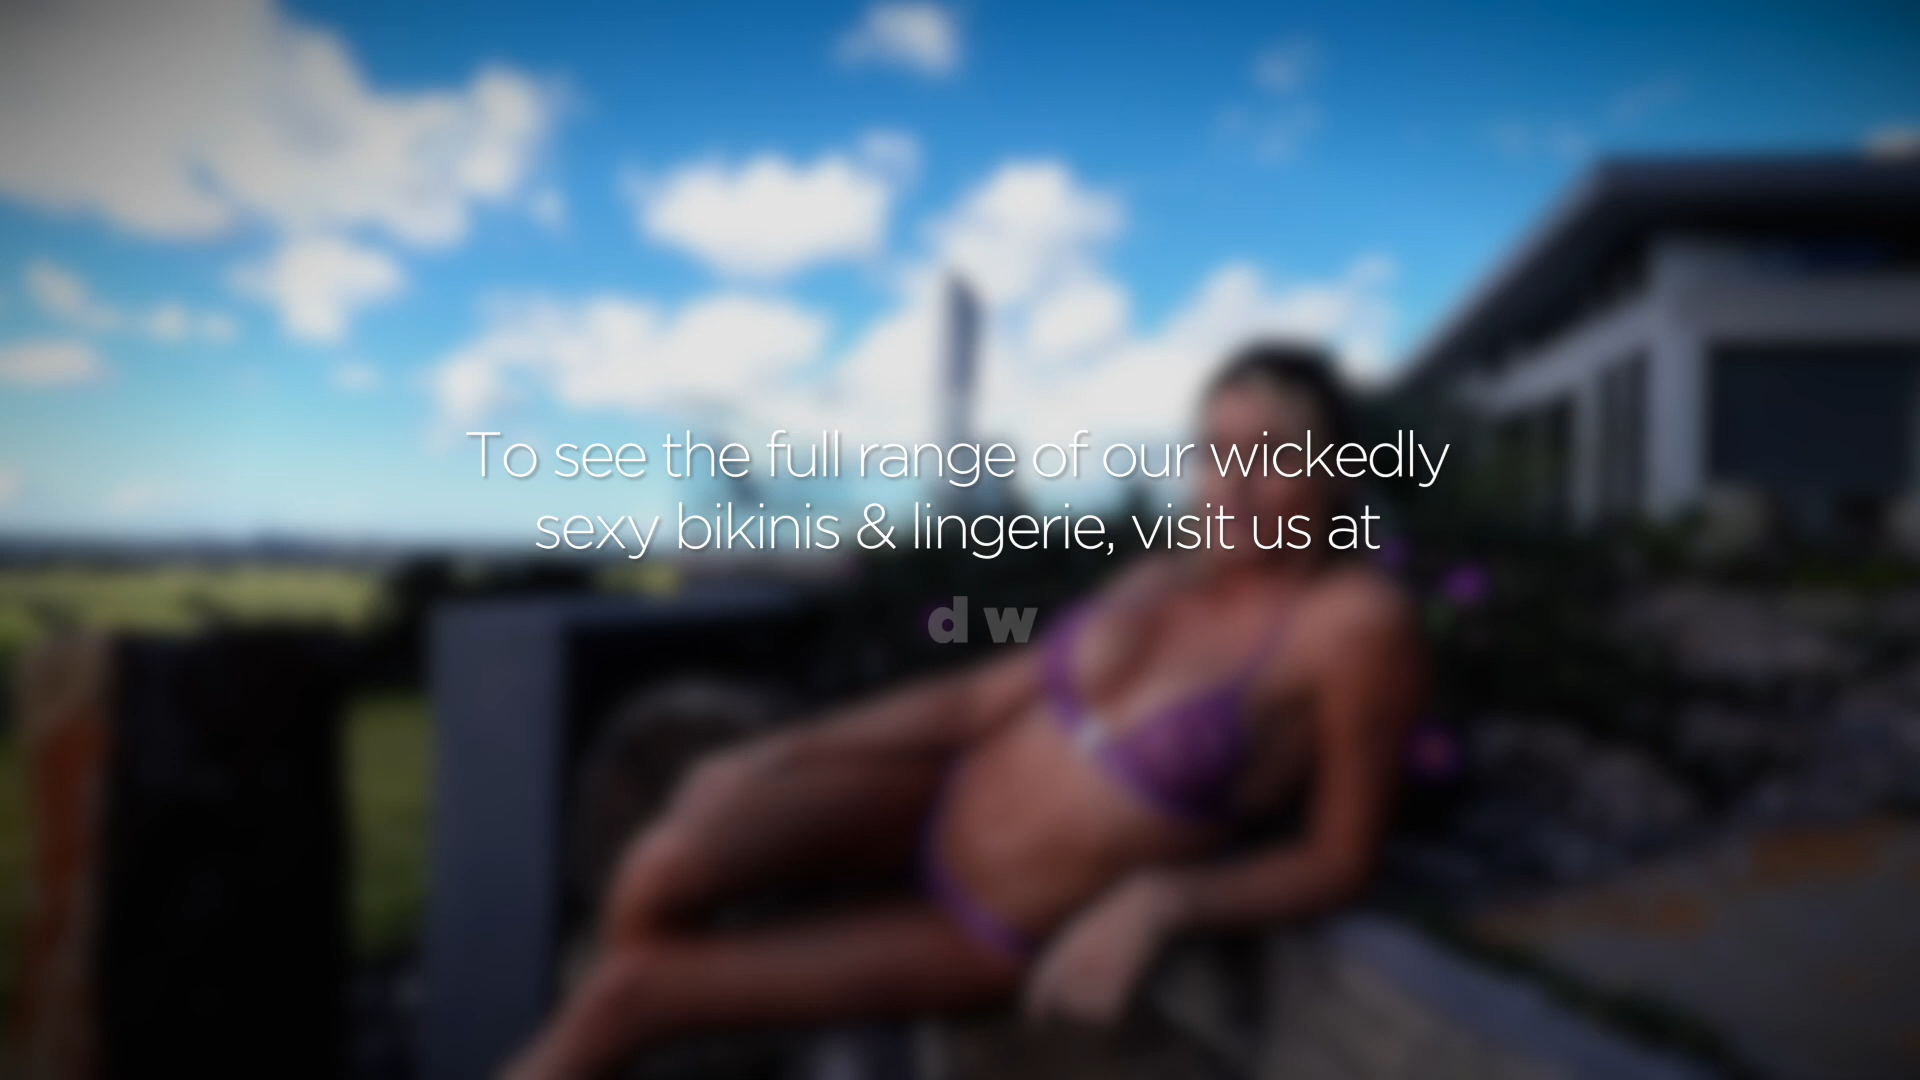 To see the full range of our wickedly
sexy bikinis & lingerie, visit us at
d w